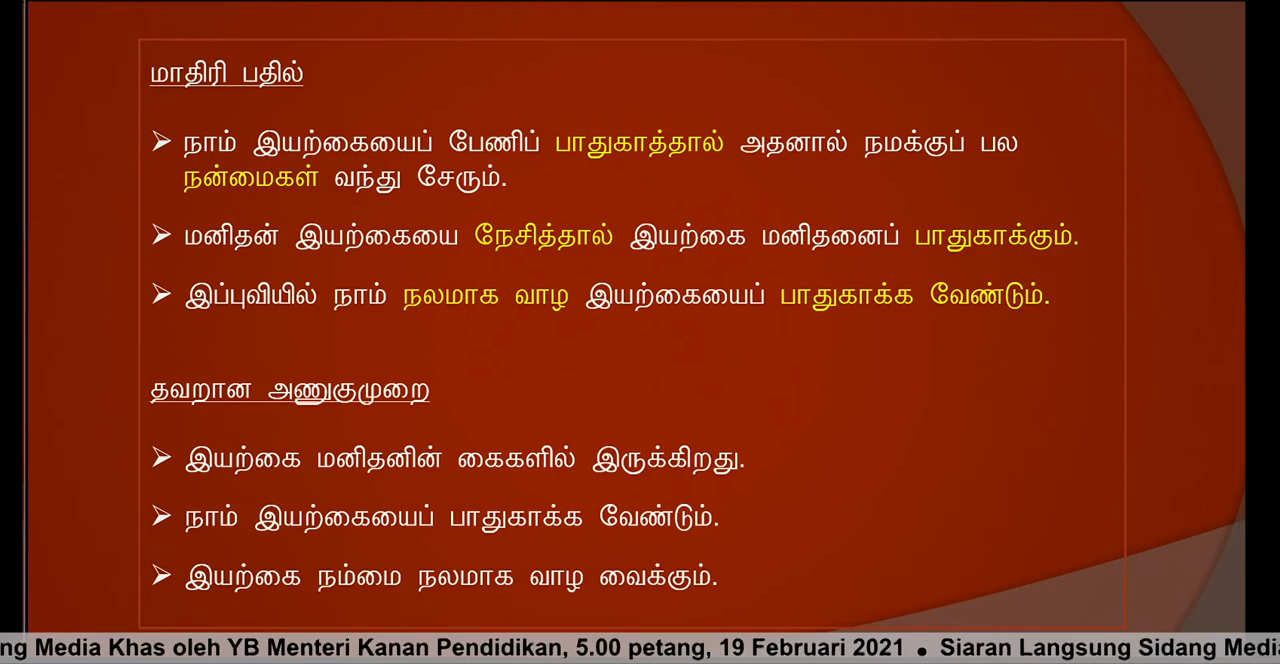 மாதிரி பதில்
➢ நாம் இயற்கையைப் பேணிப் பாதுகாத்தால் அதனால் நமக்குப் பல
நன்மைகள் வந்து சேரும்.
➢ மனிதன் இயற்கையை நேசித்தால் இயற்கை மனிதனைப் பாதுகாக்கும்.
➢ இப்புவியில் நாம் நலமாக வாழ இயற்கையைப் பாதுகாக்க வேண்டும்.
தவறான அணுகுமுறை
➢ இயற்கை மனிதனின் கைகளில் இருக்கிறது.
➢ நாம் இயற்கையைப் பாதுகாக்க வேண்டும்.
➢ இயற்கை நம்மை நலமாக வாழ வைக்கும்.
ng Media Khas oleh YB Menteri Kanan Pendidikan, 5.00 petang, 19 Februari 2021 ● Siaran Langsung Sidang Media